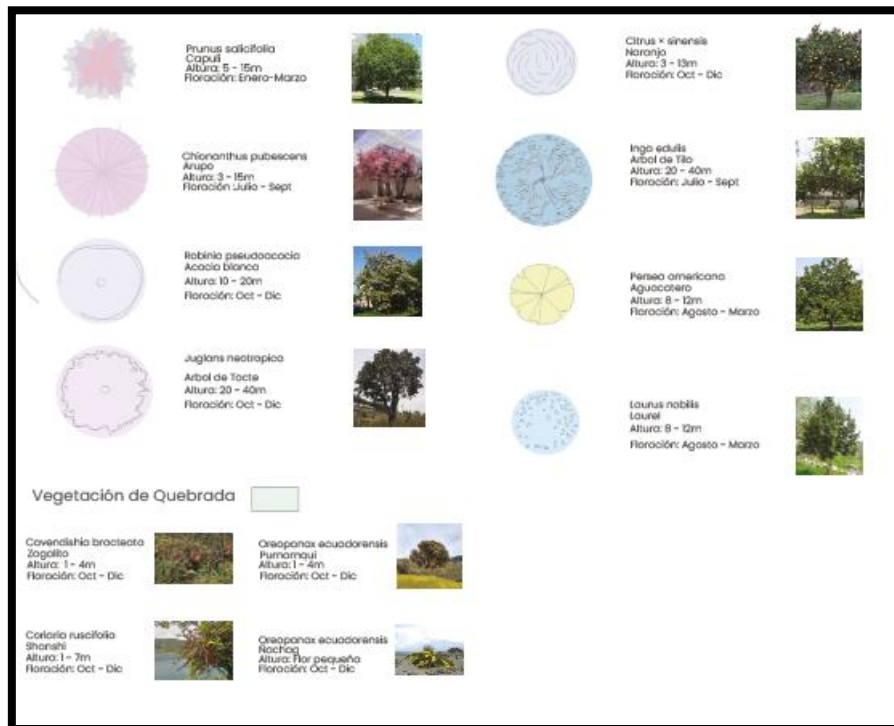 Prunus salicifolia
Capulí
Altura: 5 - 15m
Floración: Enero-Marzo
Chionanthus pubescens
Arupo
Altura: 3 - 15m
Floración :Julio - Sept
Robinia pseudoacacia
Acacia blanca
Altura: 10 - 20m
Floración: Oct - Dic
Juglans neotropica
Arbol de Tocte
Altura: 20 - 40m
Floración: Oct - Dic
Citrus × sinensis
Naranjo
Altura: 3 - 13m
Floración: Oct - Dic
Inga edulis
Arbol de Tilo
Altura: 20 - 40m
Floración: Julio - Sept
Persea americana
Aguacatero
Altura: 8 - 12m
Floración: Agosto - Marzo
Laurus nobilis
Laurel
Altura: 8 - 12m
Floración: Agosto - Marzo
Vegetación de Quebrada
Cavendishia bracteata
Zagalito
Altura: 1 - 4m
Floración: Oct - Dic
Oreopanax ecuadorensis
Pumamaqui
Altura: 1 - 4m
Floración: Oct - Dic
Coriaria ruscifolia
Shanshi
Altura: 1 - 7m
Floración: Oct - Dic
Oreopanax ecuadorensis
Ñachag
Altura: Flor pequeña
Floración: Oct - Dic